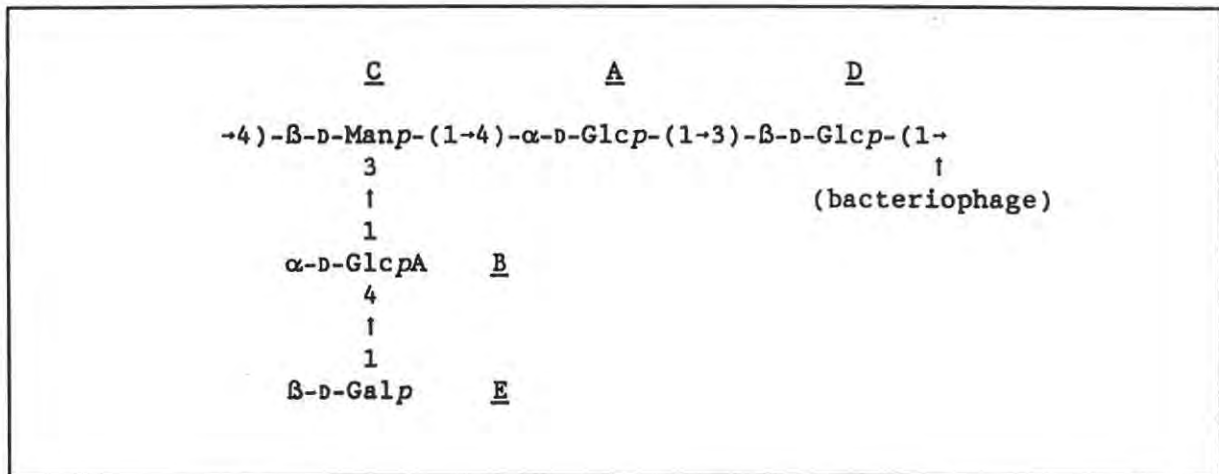 C A D
→4)-ß-D-Manp-(1→4)-α-D-Glcp-(1→3)-ß-D-Glcp-(1→
3 ↑
↑ (bacteriophage)
1
α-D-GlcpA B
4
↑
1
ß-D-Galp E